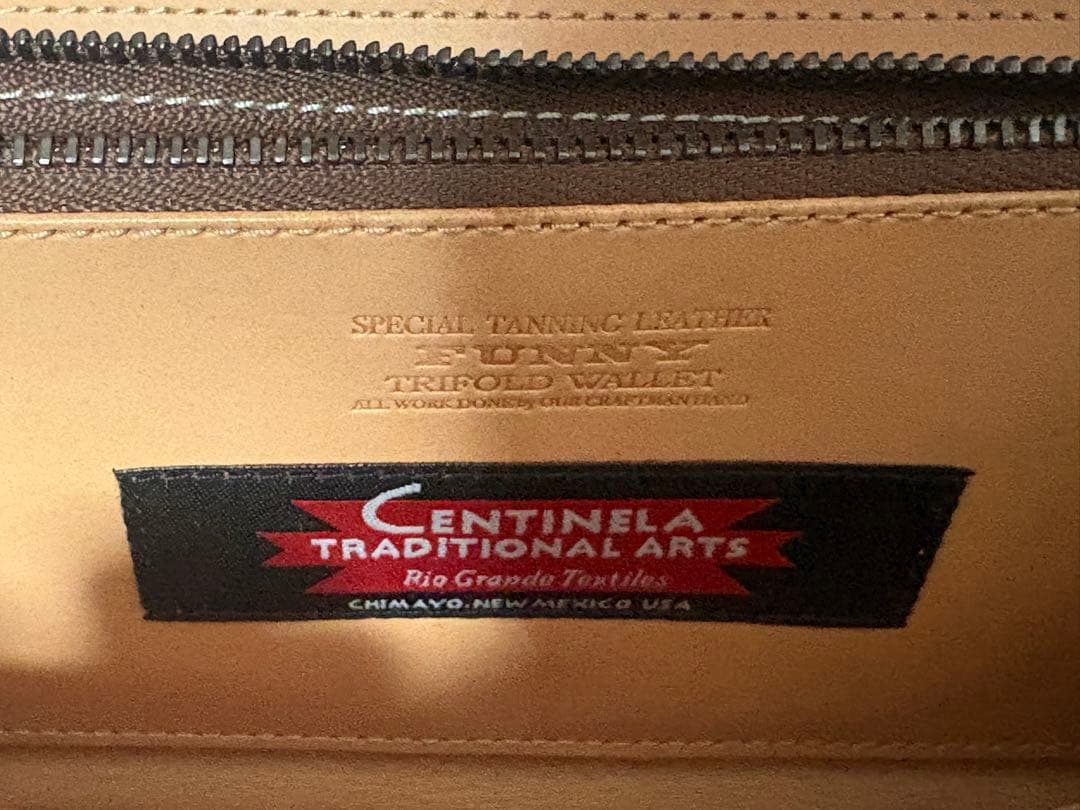 SPECIAL TANNING LEATHER
FUNNY
TRIFOLD WALLET
ALL WORK DONE by OUR CRAFTMAN HAND
CENTINELA
TRADITIONAL ARTS
Rio Grande Textiles
CHIMAYO.NEW MEXICO USA